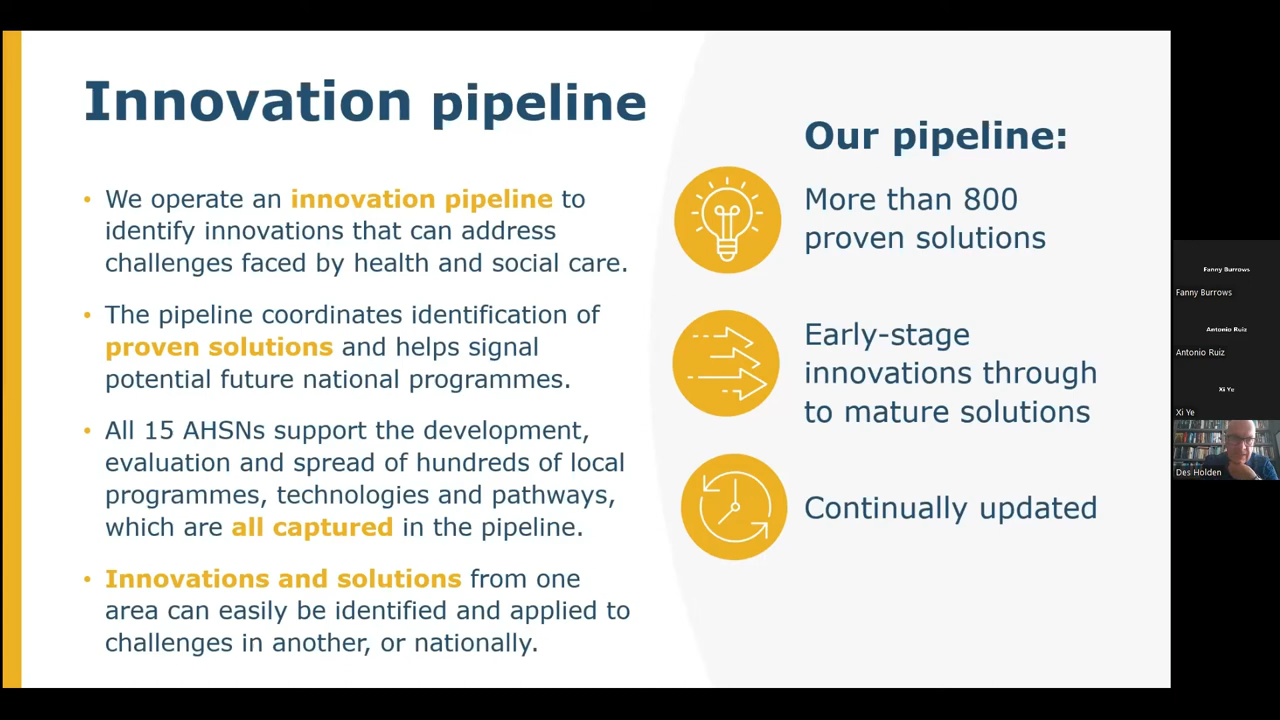 Innovation pipeline
• We operate an innovation pipeline to
identify innovations that can address
challenges faced by health and social care.
• The pipeline coordinates identification of
proven solutions and helps signal
potential future national programmes.
• All 15 AHSNs support the development,
evaluation and spread of hundreds of local
programmes, technologies and pathways,
which are all captured in the pipeline.
• Innovations and solutions from one
area can easily be identified and applied to
challenges in another, or nationally.
Our pipeline:
More than 800
proven solutions
Early-stage
innovations through
to mature solutions
Continually updated
Fanny Burrows
Fanny Burrows
Antonio Ruiz
Antonio Ruiz
Xi Ye
Xi Ye
Des Holden